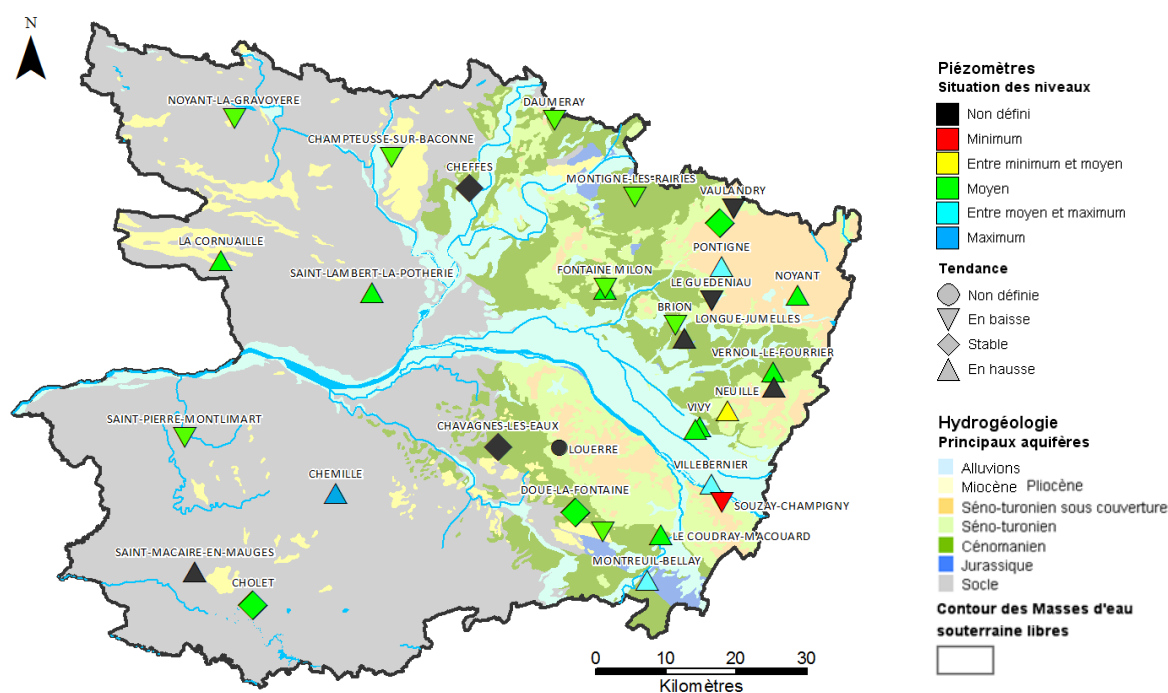 N
NOYANT-LA-GRAVOYERE
DAUMERAY
CHAMPTEUSSE-SUR-BACONNE
CHEFFES
MONTIGNE-LES-RAIRIES
VAULANDRY
LA CORNUAILLE
PONTIGNE
SAINT-LAMBERT-LA-POTHERIE
FONTAINE MILON
LE GUEDENIAU
NOYANT
BRION
LONGUE-JUMELLES
VERNOIL-LE-FOURRIER
NEUILLE
SAINT-PIERRE-MONTLIMART
VIVY
CHAVAGNES-LES-EAUX
LOUERRE
CHEMILLE
VILLEBERNIER
DOUE-LA-FONTAINE
SOUZAY-CHAMPIGNY
LE COUDRAY-MACOUARD
SAINT-MACAIRE-EN-MAUGES
MONTREUIL-BELLAY
CHOLET
0 10 20 30
Kilomètres
Piézomètres
Situation des niveaux
Non défini
Minimum
Entre minimum et moyen
Moyen
Entre moyen et maximum
Maximum
Tendance
Non définie
En baisse
Stable
En hausse
Hydrogéologie
Principaux aquifères
Alluvions
Miocène Pliocène
Séno-turonien sous couverture
Séno-turonien
Cénomanien
Jurassique
Socle
Contour des Masses d'eau
souterraine libres